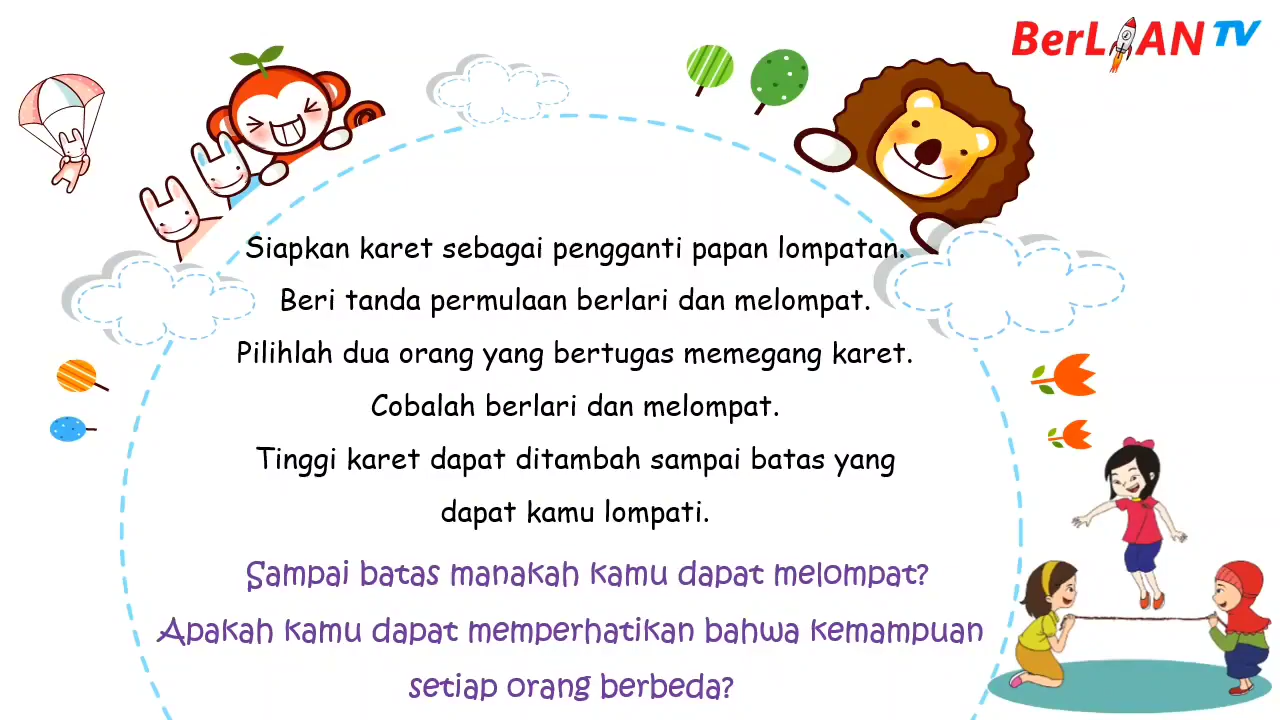 BerLIAN TV
Siapkan karet sebagai pengganti papan lompatan.
Beri tanda permulaan berlari dan melompat.
Pilihlah dua orang yang bertugas memegang karet.
Cobalah berlari dan melompat.
Tinggi karet dapat ditambah sampai batas yang
dapat kamu lompati.
Sampai batas manakah kamu dapat melompat?
Apakah kamu dapat memperhatikan bahwa kemampuan
setiap orang berbeda?